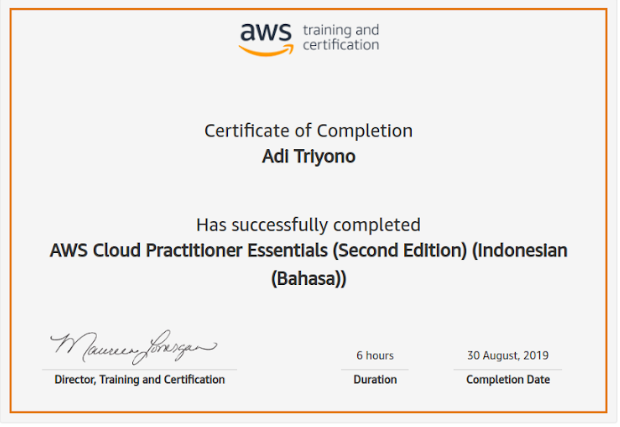 aws training and
certification
Certificate of Completion
Adi Triyono
Has successfully completed
AWS Cloud Practitioner Essentials (Second Edition) (Indonesian
(Bahasa))
Maureen Lonergan
6 hours
30 August, 2019
Director, Training and Certification
Duration
Completion Date